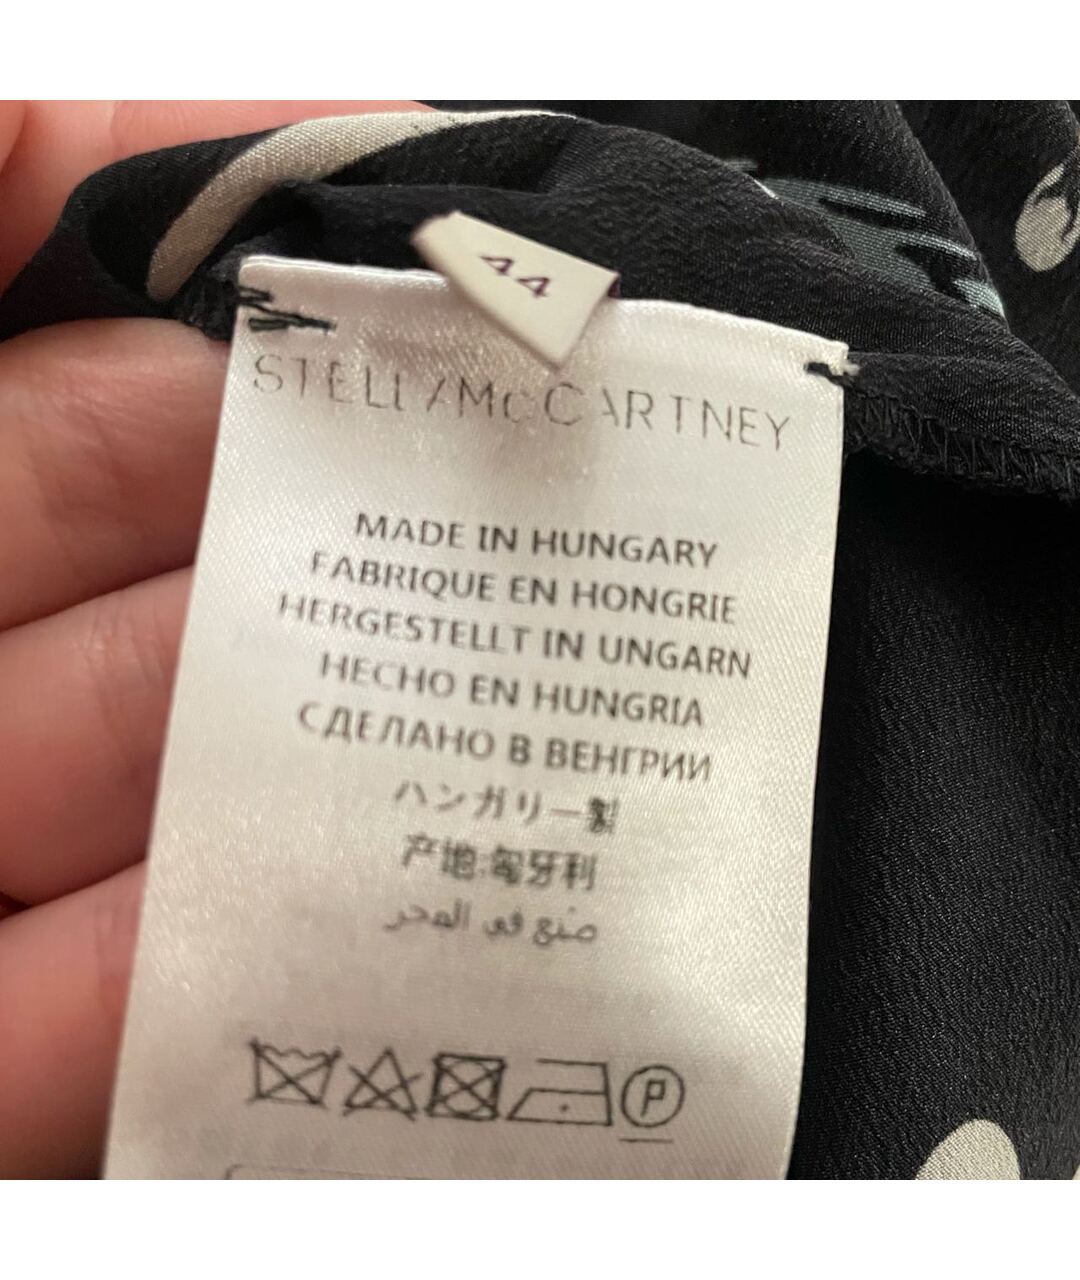 44
STELLA McCARTNEY
MADE IN HUNGARY
FABRIQUE EN HONGRIE
HERGESTELLT IN UNGARN
HECHO EN HUNGRIA
СДЕЛАНО В ВЕНГРИИ
ハンガリー製
产地:匈牙利
صنع في المجر
P